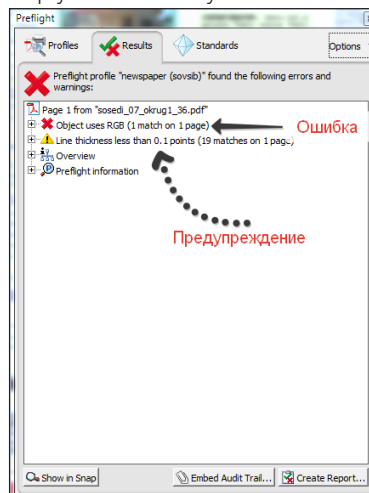 Preflight
Profiles
Results
Standards
Options
Preflight profile "newspaper (sovsib)" found the following errors and
warnings:
Page 1 from "sosedi_07_okrug1_36.pdf"
Object uses RGB (1 match on 1 page)
Ошибка
Line thickness less than 0.1 points (19 matches on 1 page)
Overview
Preflight information
Предупреждение
Show in Snap
Embed Audit Trail...
Create Report...